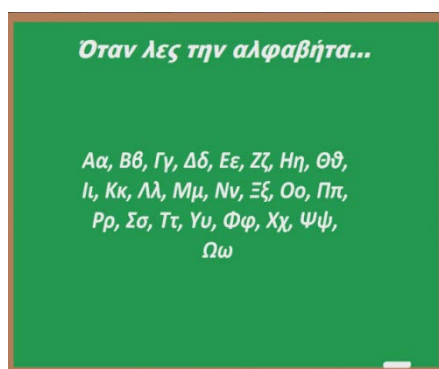 Όταν λες την αλφαβήτα...
Αα, Ββ, Γγ, Δδ, Εε, Ζζ, Ηη, Θϑ,
Ιι, Κκ, Λλ, Μμ, Νν, Ξξ, Οο, Ππ,
Ρρ, Σσ, Ττ, Υυ, Φφ, Χχ, Ψψ,
Ωω